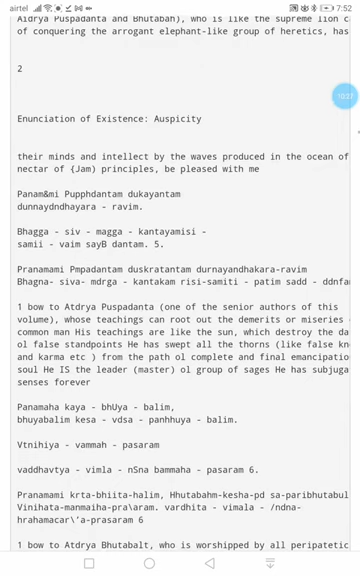 airtel 7:52
Aidrya Puspadanta and Bhutabah), who is like the supreme lion c
of conquering the arrogant elephant-like group of heretics, has
2
10:37
Enunciation of Existence: Auspicity
their minds and intellect by the waves produced in the ocean of
nectar of {Jam) principles, be pleased with me
Panam&mi Pupphdantam dukayantam
dunnaydndhayara - ravim.
Bhagga - siv - magga - kantayamisi -
samii - vaim sayB dantam. 5.
Pranamami Pmpadantam duskratantam durnayandhakara-ravim
Bhagna- siva- mdrga - kantakam risi-samiti - patim sadd - ddnfa
1 bow to Atdrya Puspadanta (one of the senior authors of this
volume), whose teachings can root out the demerits or miseries
common man His teachings are like the sun, which destroy the da
ol false standpoints He has swept all the thorns (like false kn
and karma etc ) from the path ol complete and final emancipatio
soul He IS the leader (master) ol group of sages He has subjuga
senses forever
Panamaha kaya - bhUya - balim,
bhuyabalim kesa - vdsa - panhhuya - balim.
Vtnihiya - vammah - pasaram
vaddhavtya - vimla - nSna bammaha - pasaram 6.
Pranamami krta-bhiita-halim, Hhutabahm-kesha-pd sa-paribhutabul
Vinihata-manmaiha-pra\aram. vardhita - vimala - /ndna-
hrahamacar\'a-prasaram 6
1 bow to Atdrya Bhutabalt, who is worshipped by all peripatetic